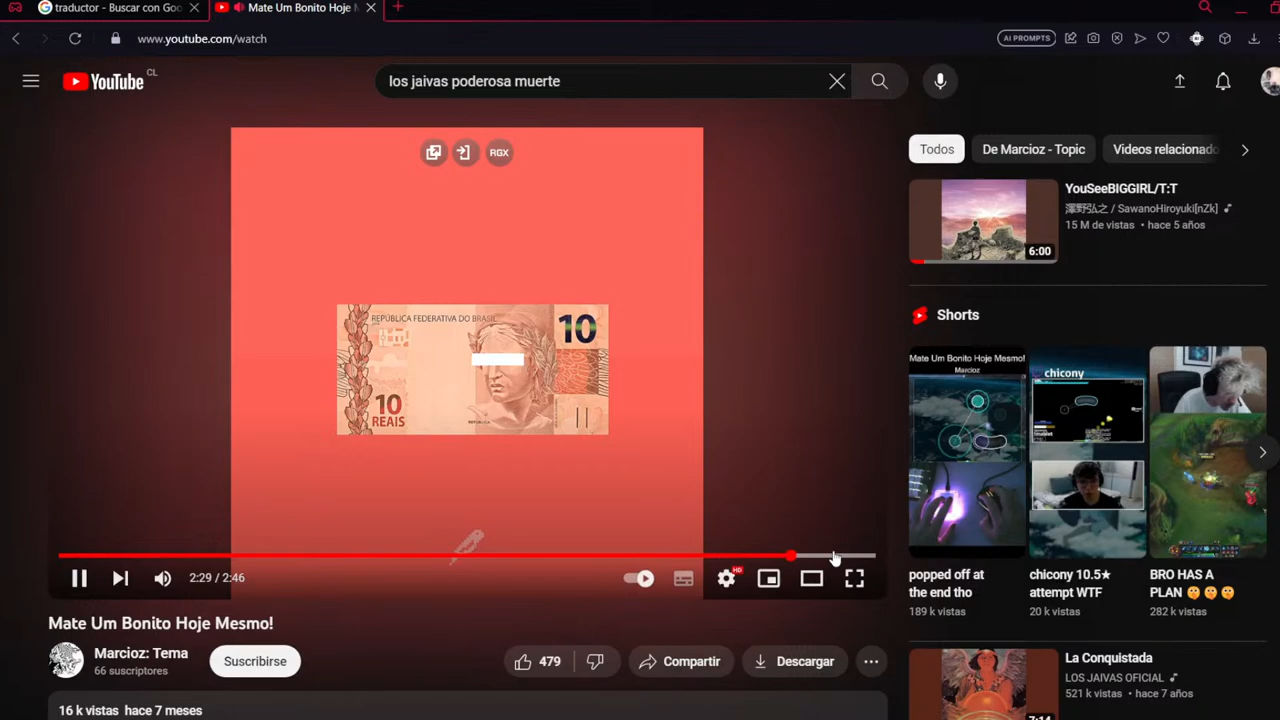 traductor - Buscar con Goo
Mate Um Bonito Hoje M
www.youtube.com/watch
AI PROMPTS
YouTube CL
los jaivas poderosa muerte
RGX
REPÚBLICA FEDERATIVA DO BRASIL
10
10
REAIS
2:29 / 2:46
HD
Mate Um Bonito Hoje Mesmo!
Marcioz: Tema
66 suscriptores
Suscribirse
479
Compartir
Descargar
16 k vistas hace 7 meses
Todos
De Marcioz - Topic
Videos relacionado
YouSeeBIGGIRL/T:T
澤野弘之 / SawanoHiroyuki[nZk]
15 M de vistas • hace 5 años
6:00
Shorts
Mate Um Bonito Hoje Mesmo!
Marcioz
chicony
popped off at
the end tho
189 k vistas
chicony 10.5★
attempt WTF
20 k vistas
BRO HAS A
PLAN 🤫🤫🤫
282 k vistas
La Conquistada
LOS JAIVAS OFICIAL
521 k vistas • hace 7 años
7:14